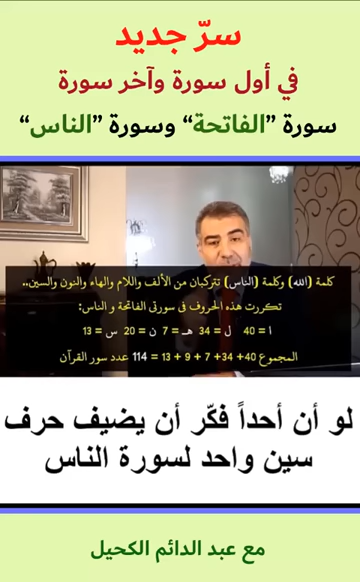 سرّ جديد
في أول سورة وآخر سورة
سورة ”الفاتحة“ وسورة ”الناس“
كلمة (الله) وكلمة (الناس) تتركبان من الألف واللام والهاء والنون والسين..
تكررت هذه الحروف في سورتي الفاتحة و الناس:
ا = 40 ل = 34 هـ = 7 ن = 20 س = 13
المجموع 40+ 34+ 7 + 9 + 13 = 114 عدد سور القرآن
لو أن أحداً فكّر أن يضيف حرف
سين واحد لسورة الناس
مع عبد الدائم الكحيل